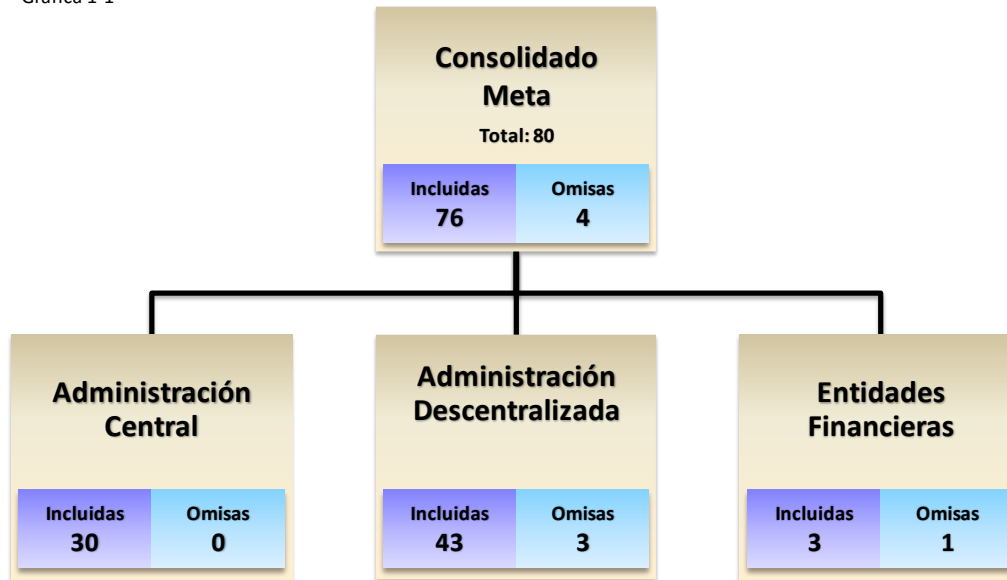 Gráfica 1-1
Consolidado
Meta
Total: 80
Incluidas
Omisas
76
4
Administración
Central
Incluidas
Omisas
30
0
Administración
Descentralizada
Incluidas
Omisas
43
3
Entidades
Financieras
Incluidas
Omisas
3
1